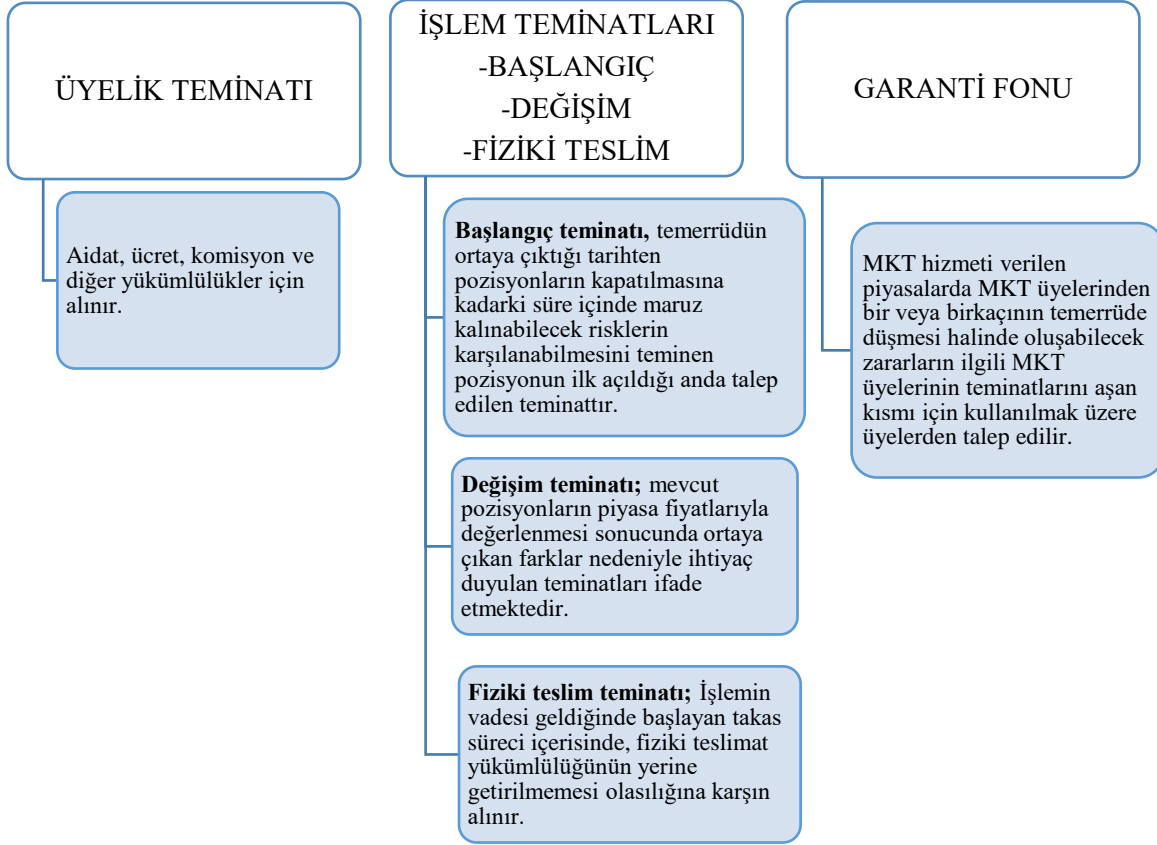 ÜYELİK TEMİNATI
Aidat, ücret, komisyon ve
diğer yükümlülükler için
alınır.
İŞLEM TEMİNATLARI
-BAŞLANGIÇ
-DEĞİŞİM
-FİZİKİ TESLİM
Başlangıç teminatı, temerrüdün
ortaya çıktığı tarihten
pozisyonların kapatılmasına
kadarki süre içinde maruz
kalınabilecek risklerin
karşılanabilmesini teminen
pozisyonun ilk açıldığı anda talep
edilen teminattır.
Değişim teminatı; mevcut
pozisyonların piyasa fiyatlarıyla
değerlenmesi sonucunda ortaya
çıkan farklar nedeniyle ihtiyaç
duyulan teminatları ifade
etmektedir.
Fiziki teslim teminatı; İşlemin
vadesi geldiğinde başlayan takas
süreci içerisinde, fiziki teslimat
yükümlülüğünün yerine
getirilmemesi olasılığına karşın
alınır.
GARANTİ FONU
MKT hizmeti verilen
piyasalarda MKT üyelerinden
bir veya birkaçının temerrüde
düşmesi halinde oluşabilecek
zararların ilgili MKT
üyelerinin teminatlarını aşan
kısmı için kullanılmak üzere
üyelerden talep edilir.